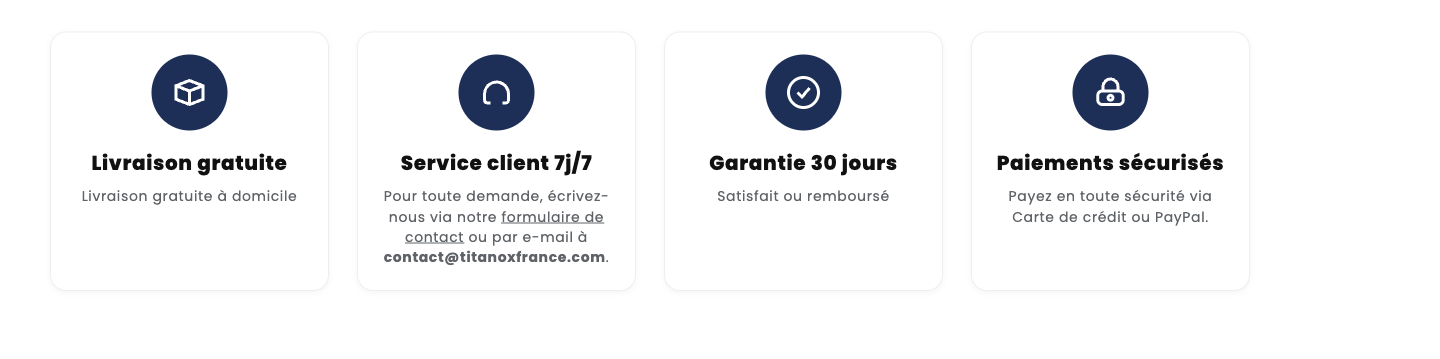 Livraison gratuite
Livraison gratuite à domicile
Service client 7j/7
Pour toute demande, écrivez-
nous via notre formulaire de
contact ou par e-mail à
contact@titanoxfrance.com.
Garantie 30 jours
Satisfait ou remboursé
Paiements sécurisés
Payez en toute sécurité via
Carte de crédit ou PayPal.